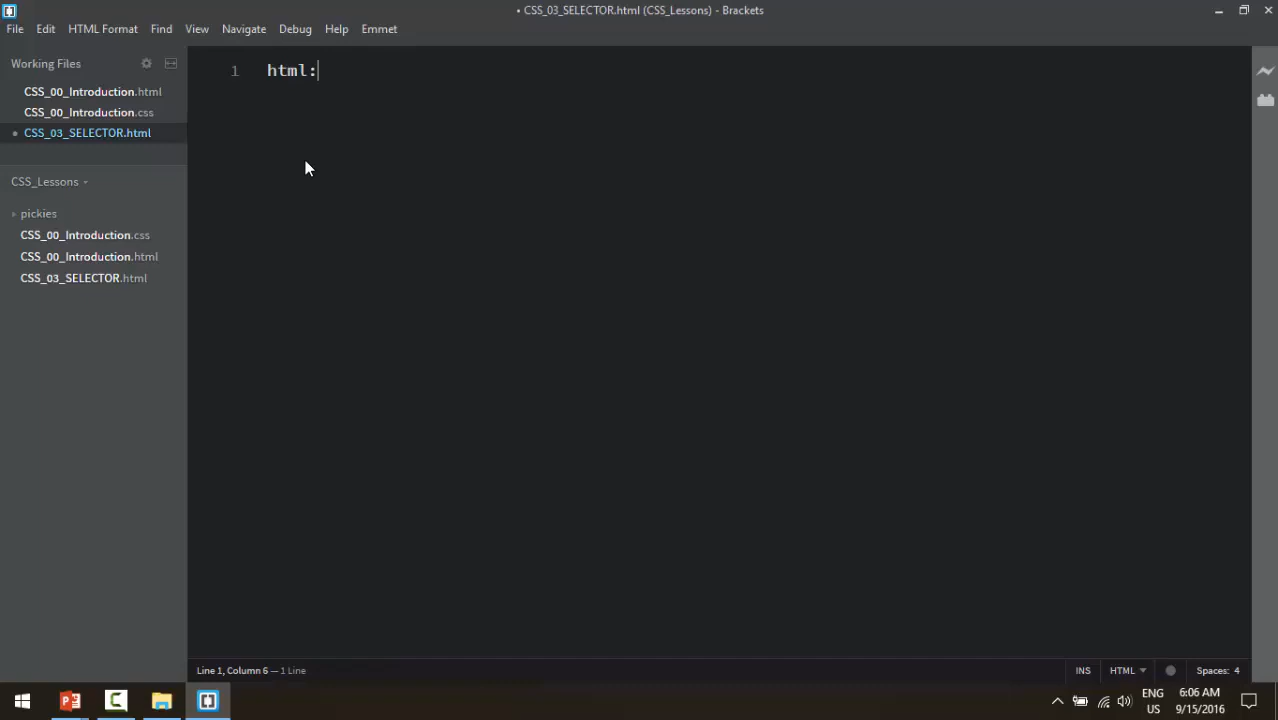 • CSS_03_SELECTOR.html (CSS_Lessons) - Brackets
File Edit HTML Format Find View Navigate Debug Help Emmet
Working Files
CSS_00_Introduction.html
CSS_00_Introduction.css
CSS_03_SELECTOR.html
CSS_Lessons
pickies
CSS_00_Introduction.css
CSS_00_Introduction.html
CSS_03_SELECTOR.html
1 html:
Line 1, Column 6 — 1 Line
INS HTML Spaces: 4
ENG
US
6:06 AM
9/15/2016